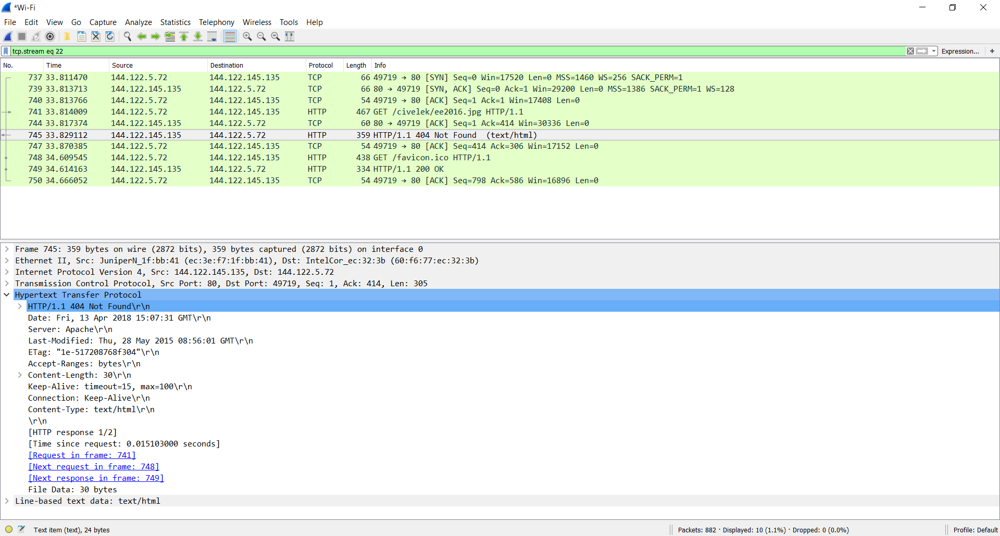 *Wi-Fi
File Edit View Go Capture Analyze Statistics Telephony Wireless Tools Help
tcp.stream eq 22 Expression... +
No. Time Source Destination Protocol Length Info
737 33.811470 144.122.5.72 144.122.145.135 TCP 66 49719 → 80 [SYN] Seq=0 Win=17520 Len=0 MSS=1460 WS=256 SACK_PERM=1
739 33.813713 144.122.145.135 144.122.5.72 TCP 66 80 → 49719 [SYN, ACK] Seq=0 Ack=1 Win=29200 Len=0 MSS=1386 SACK_PERM=1 WS=128
740 33.813766 144.122.5.72 144.122.145.135 TCP 54 49719 → 80 [ACK] Seq=1 Ack=1 Win=17408 Len=0
741 33.814009 144.122.5.72 144.122.145.135 HTTP 467 GET /civelek/ee2016.jpg HTTP/1.1
744 33.817374 144.122.145.135 144.122.5.72 TCP 60 80 → 49719 [ACK] Seq=1 Ack=414 Win=30336 Len=0
745 33.829112 144.122.145.135 144.122.5.72 HTTP 359 HTTP/1.1 404 Not Found  (text/html)
747 33.870385 144.122.5.72 144.122.145.135 TCP 54 49719 → 80 [ACK] Seq=414 Ack=306 Win=17152 Len=0
748 34.609545 144.122.5.72 144.122.145.135 HTTP 438 GET /favicon.ico HTTP/1.1
749 34.614163 144.122.145.135 144.122.5.72 HTTP 334 HTTP/1.1 200 OK
750 34.666052 144.122.5.72 144.122.145.135 TCP 54 49719 → 80 [ACK] Seq=798 Ack=586 Win=16896 Len=0
Frame 745: 359 bytes on wire (2872 bits), 359 bytes captured (2872 bits) on interface 0
Ethernet II, Src: JuniperN_1f:bb:41 (ec:3e:f7:1f:bb:41), Dst: IntelCor_ec:32:3b (60:f6:77:ec:32:3b)
Internet Protocol Version 4, Src: 144.122.145.135, Dst: 144.122.5.72
Transmission Control Protocol, Src Port: 80, Dst Port: 49719, Seq: 1, Ack: 414, Len: 305
Hypertext Transfer Protocol
HTTP/1.1 404 Not Found\r\n
Date: Fri, 13 Apr 2018 15:07:31 GMT\r\n
Server: Apache\r\n
Last-Modified: Thu, 28 May 2015 08:56:01 GMT\r\n
ETag: "1e-517208768f304"\r\n
Accept-Ranges: bytes\r\n
Content-Length: 30\r\n
Keep-Alive: timeout=15, max=100\r\n
Connection: Keep-Alive\r\n
Content-Type: text/html\r\n
\r\n
[HTTP response 1/2]
[Time since request: 0.015103000 seconds]
[Request in frame: 741]
[Next request in frame: 748]
[Next response in frame: 749]
File Data: 30 bytes
Line-based text data: text/html
Text item (text), 24 bytes Packets: 882 · Displayed: 10 (1.1%) · Dropped: 0 (0.0%) Profile: Default